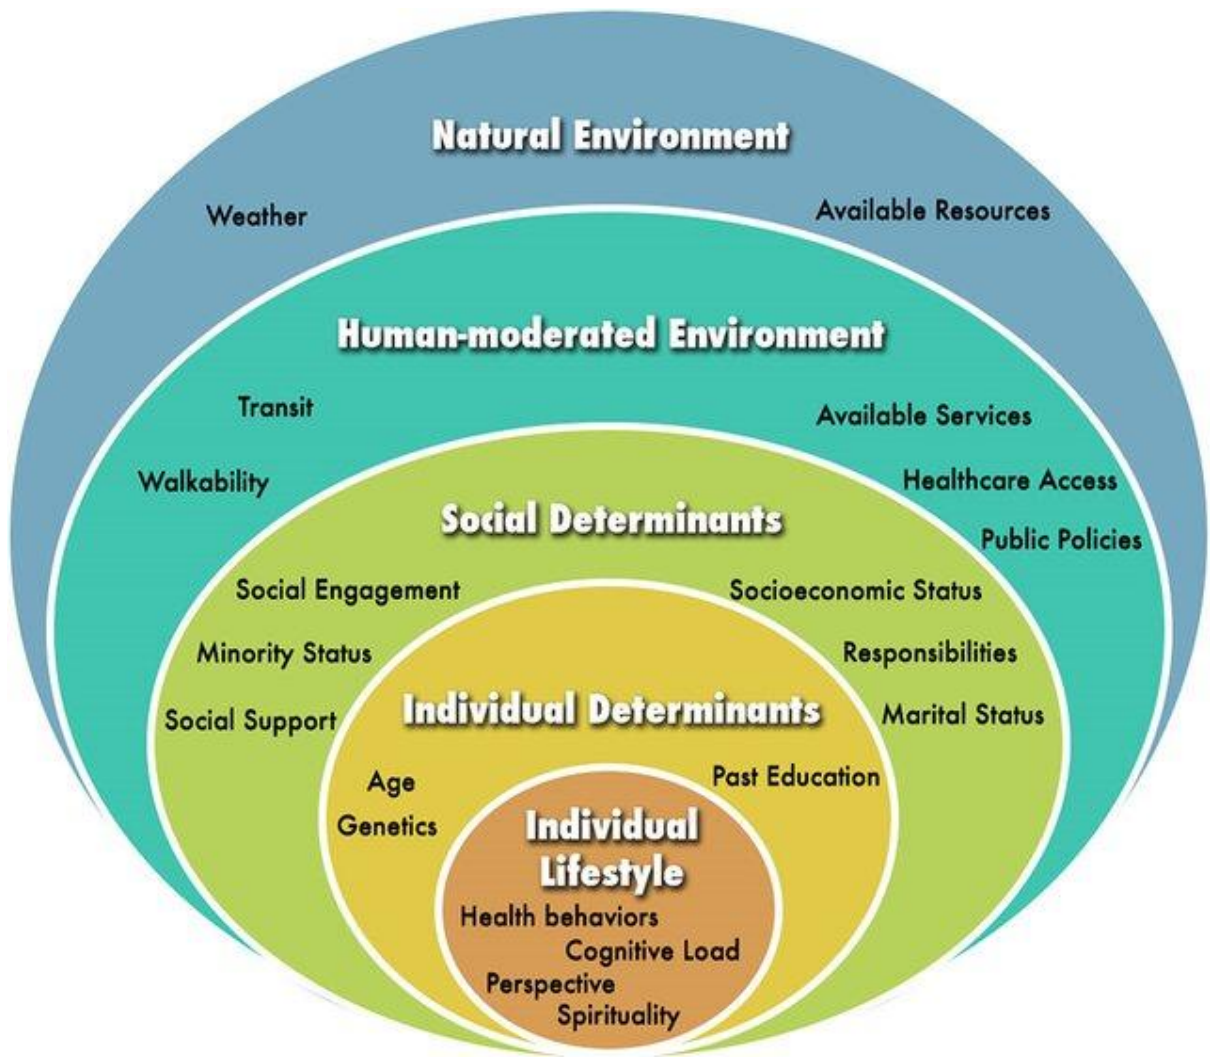 Natural Environment
Weather
Available Resources
Human-moderated Environment
Transit
Available Services
Walkability
Healthcare Access
Public Policies
Social Determinants
Social Engagement
Socioeconomic Status
Minority Status
Responsibilities
Social Support
Marital Status
Individual Determinants
Age
Past Education
Genetics
Individual
Lifestyle
Health behaviors
Cognitive Load
Perspective
Spirituality